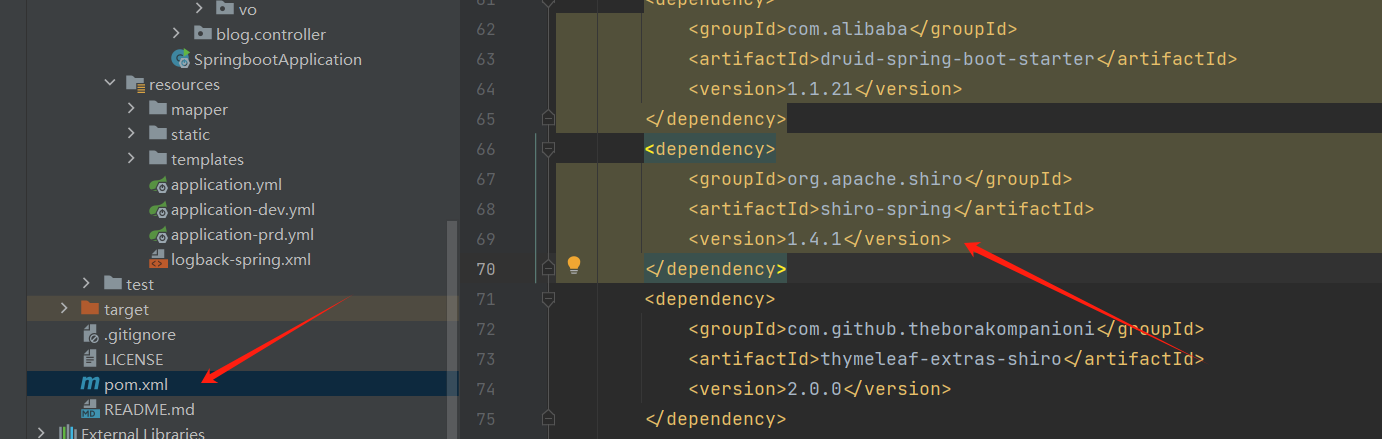 vo
blog.controller
SpringbootApplication
resources
mapper
static
templates
application.yml
application-dev.yml
application-prd.yml
logback-spring.xml
test
target
.gitignore
LICENSE
pom.xml
README.md
External Libraries
61 <dependency>
62 <groupId>com.alibaba</groupId>
63 <artifactId>druid-spring-boot-starter</artifactId>
64 <version>1.1.21</version>
65 </dependency>
66 <dependency>
67 <groupId>org.apache.shiro</groupId>
68 <artifactId>shiro-spring</artifactId>
69 <version>1.4.1</version>
70 </dependency>
71 <dependency>
72 <groupId>com.github.theborakompanioni</groupId>
73 <artifactId>thymeleaf-extras-shiro</artifactId>
74 <version>2.0.0</version>
75 </dependency>